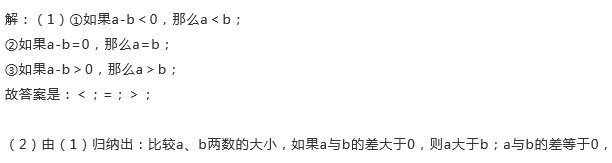 解：（1）①如果a-b＜0，那么a＜b；
②如果a-b=0，那么a=b；
③如果a-b＞0，那么a＞b；
故答案是：＜；=；＞；
（2）由（1）归纳出：比较a、b两数的大小，如果a与b的差大于0，则a大于b；a与b的差等于0，